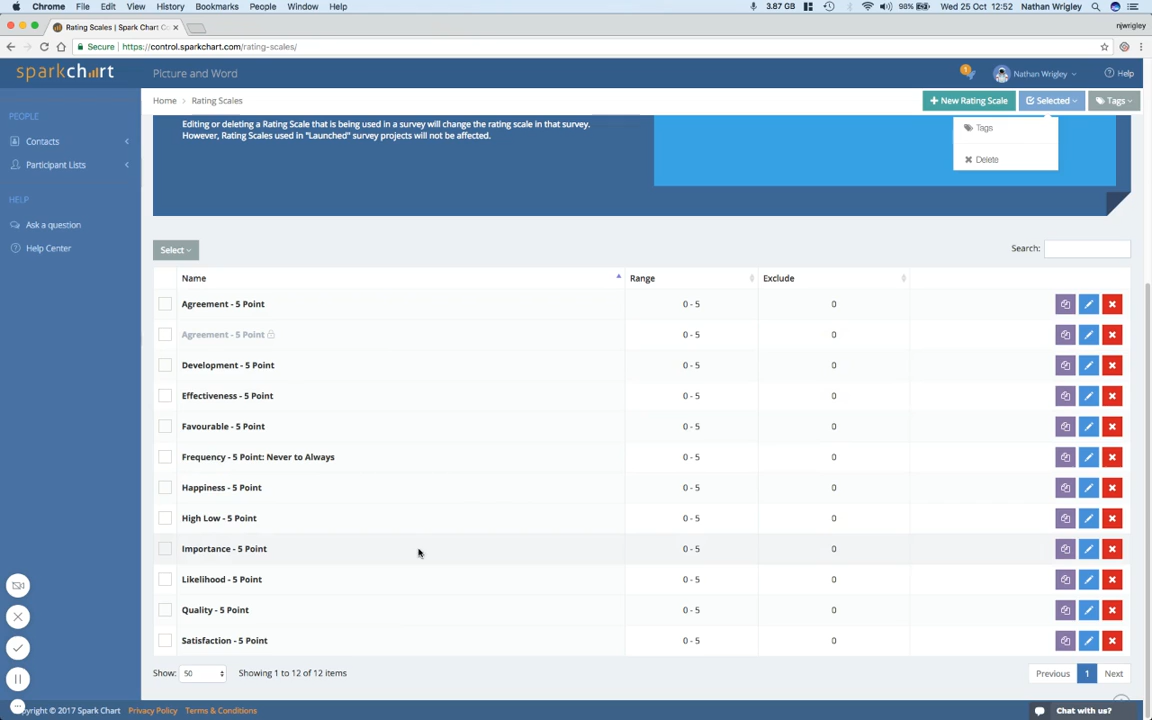 Chrome File Edit View History Bookmarks People Window Help 3.87 GB 98% Wed 25 Oct 12:52 Nathan Wrigley
Rating Scales | Spark Chart Co
njwrigley
Secure https://control.sparkchart.com/rating-scales/
sparkchart Picture and Word 1 Nathan Wrigley Help
PEOPLE
Contacts
Participant Lists
HELP
Ask a question
Help Center
Home > Rating Scales New Rating Scale Selected Tags
Tags
Delete
Editing or deleting a Rating Scale that is being used in a survey will change the rating scale in that survey.
However, Rating Scales used in "Launched" survey projects will not be affected.
Select Search:
Name Range Exclude
Agreement - 5 Point 0 - 5 0
Agreement - 5 Point 0 - 5 0
Development - 5 Point 0 - 5 0
Effectiveness - 5 Point 0 - 5 0
Favourable - 5 Point 0 - 5 0
Frequency - 5 Point: Never to Always 0 - 5 0
Happiness - 5 Point 0 - 5 0
High Low - 5 Point 0 - 5 0
Importance - 5 Point 0 - 5 0
Likelihood - 5 Point 0 - 5 0
Quality - 5 Point 0 - 5 0
Satisfaction - 5 Point 0 - 5 0
Show: 50 Showing 1 to 12 of 12 items Previous 1 Next
opyright © 2017 Spark Chart Privacy Policy Terms & Conditions Chat with us?